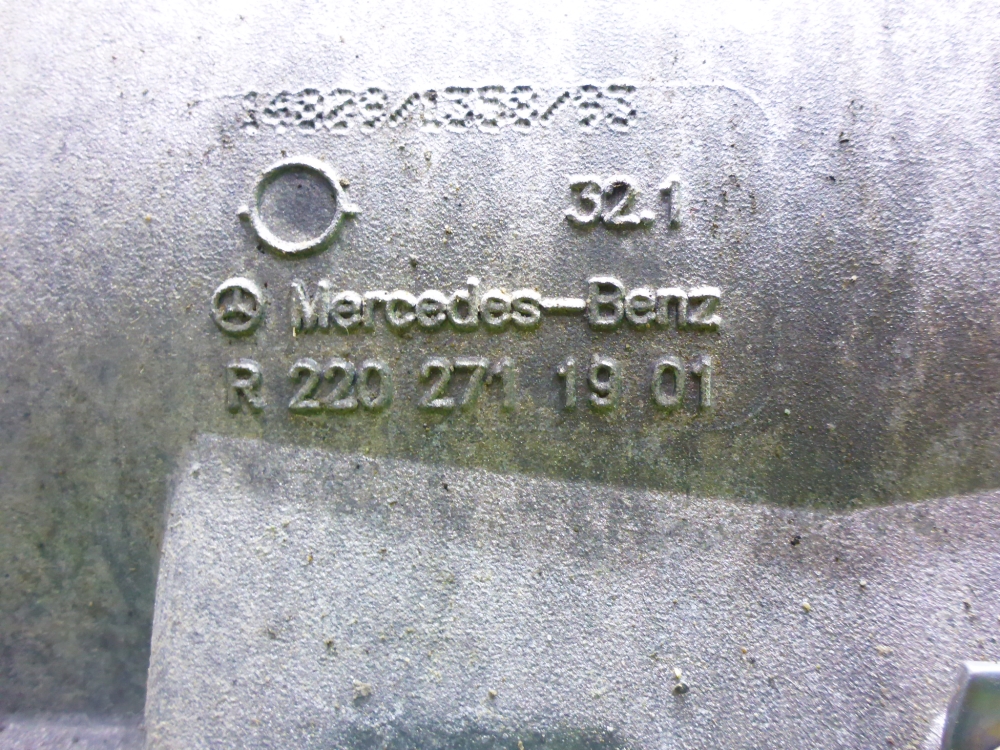 32.1
Mercedes-Benz
R 220 271 19 01